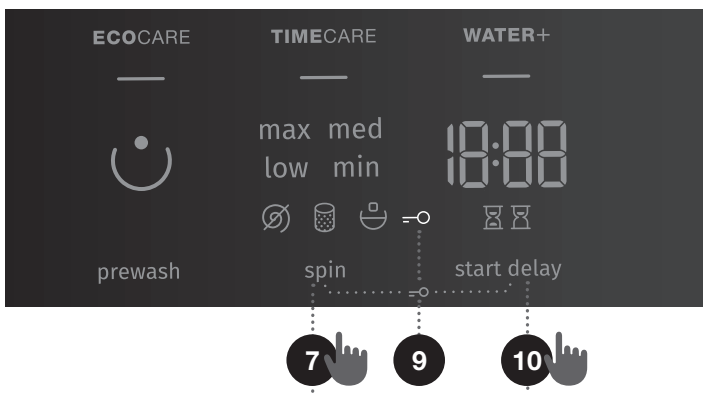 ECOCARE TIMECARE WATER+
max med
low min
18:88
prewash spin start delay
7 9 10